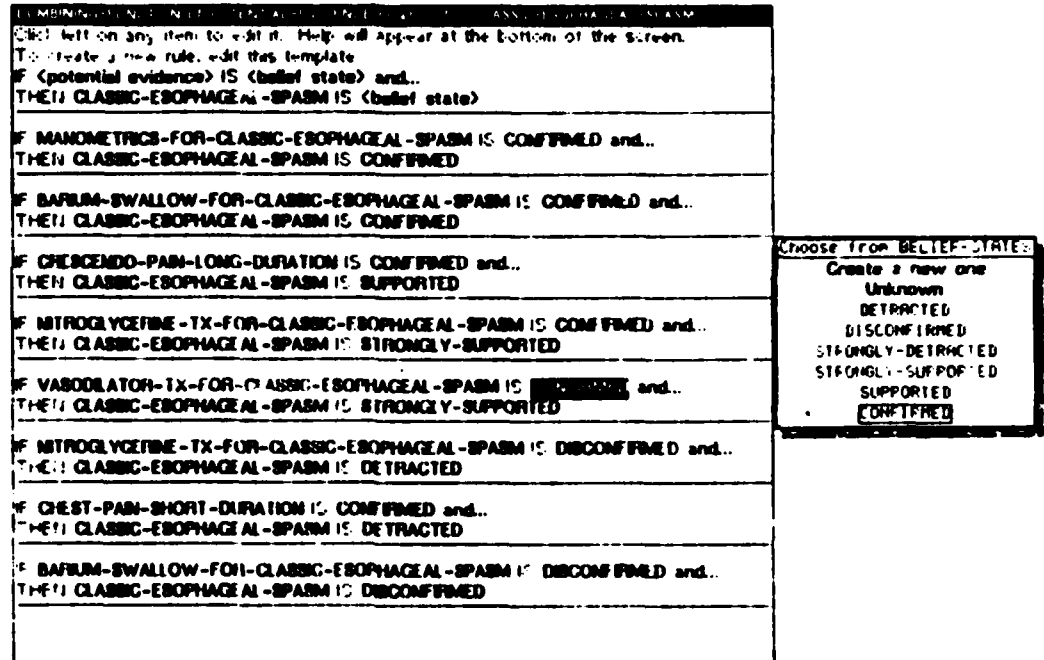 Click left on any item to edit it. Help will appear at the bottom of the screen.
To create a new rule, edit this template
IF <potential evidence> IS <belief state> and...
THEN CLASSIC-ESOPHAGEAL-SPASM IS <belief state>
IF MANOMETRICS-FOR-CLASSIC-ESOPHAGEAL-SPASM IS CONFIRMED and...
THEN CLASSIC-ESOPHAGEAL-SPASM IS CONFIRMED
IF BARIUM-SWALLOW-FOR-CLASSIC-ESOPHAGEAL-SPASM IS CONFIRMED and...
THEN CLASSIC-ESOPHAGEAL-SPASM IS CONFIRMED
IF CRESCENDO-PAIN-LONG-DURATION IS CONFIRMED and...
THEN CLASSIC-ESOPHAGEAL-SPASM IS SUPPORTED
IF NITROGLYCERINE-TX-FOR-CLASSIC-ESOPHAGEAL-SPASM IS CONFIRMED and...
THEN CLASSIC-ESOPHAGEAL-SPASM IS STRONGLY-SUPPORTED
IF VASODILATOR-TX-FOR-CLASSIC-ESOPHAGEAL-SPASM IS and...
THEN CLASSIC-ESOPHAGEAL-SPASM IS STRONGLY-SUPPORTED
IF NITROGLYCERINE-TX-FOR-CLASSIC-ESOPHAGEAL-SPASM IS DISCONFIRMED and...
THEN CLASSIC-ESOPHAGEAL-SPASM IS DETRACTED
IF CHEST-PAIN-SHORT-DURATION IS CONFIRMED and...
THEN CLASSIC-ESOPHAGEAL-SPASM IS DETRACTED
IF BARIUM-SWALLOW-FOR-CLASSIC-ESOPHAGEAL-SPASM IS DISCONFIRMED and...
THEN CLASSIC-ESOPHAGEAL-SPASM IS DISCONFIRMED
Choose from BELIEF-STATES
Create a new one
Unknown
DETRACTED
DISCONFIRMED
STRONGLY-DETRACTED
STRONGLY-SUPPORTED
SUPPORTED
CONFIRMED